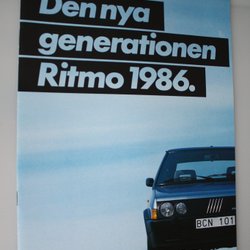 Den nya
generationen
Ritmo 1986.
BCN 101